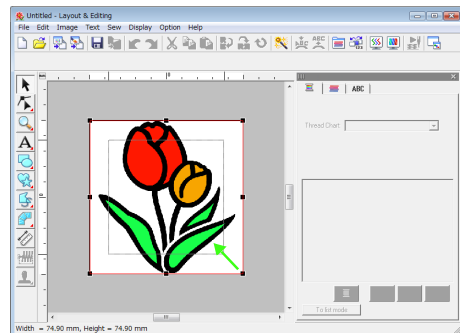 Untitled - Layout & Editing
File Edit Image Text Sew Display Option Help
ABC
Thread Chart
To list mode
Width = 74.90 mm, Height = 74.90 mm